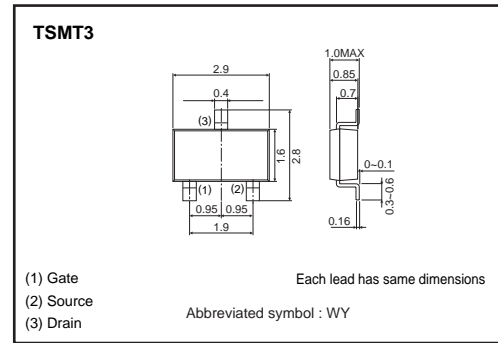 TSMT3
1.0MAX
2.9
0.85
0.4
0.7
(3)
1.6
2.8
0~0.1
(1)
(2)
0.3~0.6
0.95
0.95
0.16
1.9
(1) Gate
Each lead has same dimensions
(2) Source
Abbreviated symbol : WY
(3) Drain